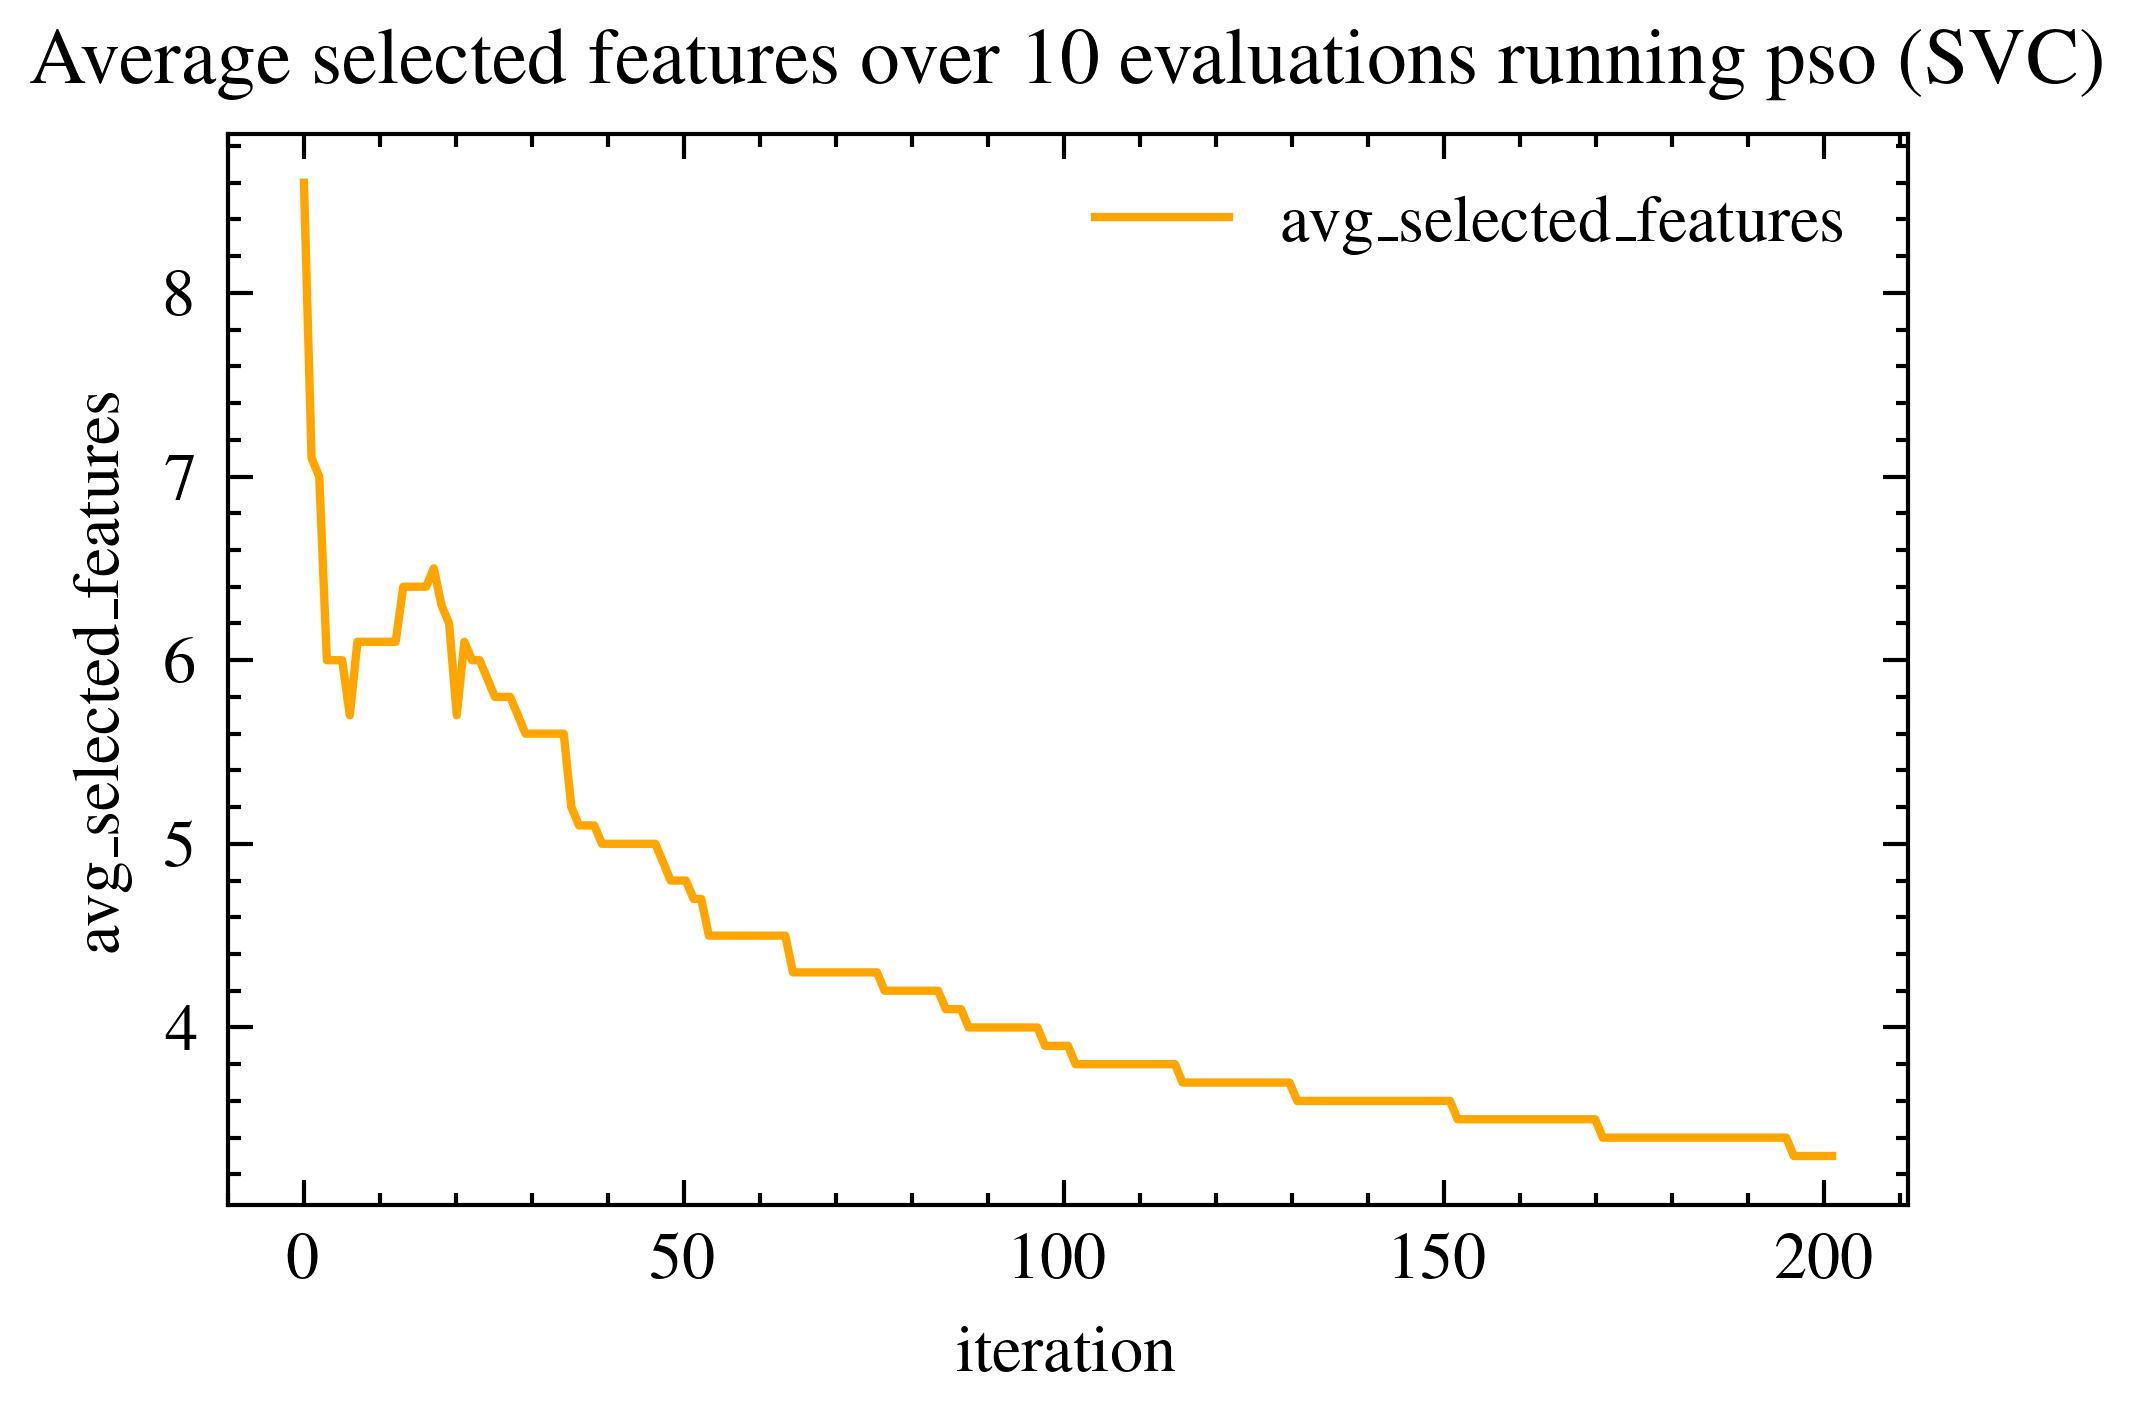 Average selected features over 10 evaluations running pso (SVC)
avg_selected_features
8
7
6
5
4
avg_selected_features
0 50 100 150 200
iteration